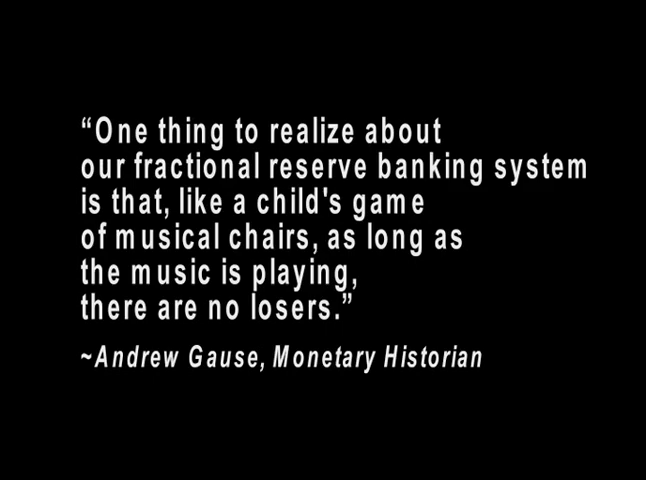 “One thing to realize about
our fractional reserve banking system
is that, like a child's game
of musical chairs, as long as
the music is playing,
there are no losers.”
~Andrew Gause, Monetary Historian